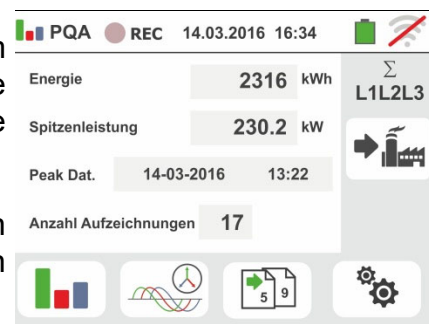 PQA REC 14.03.2016 16:34
Energie 2316 kWh
Σ
L1L2L3
Spitzenleistung 230.2 kW
Peak Dat. 14-03-2016 13:22
Anzahl Aufzeichnungen 17
5 9